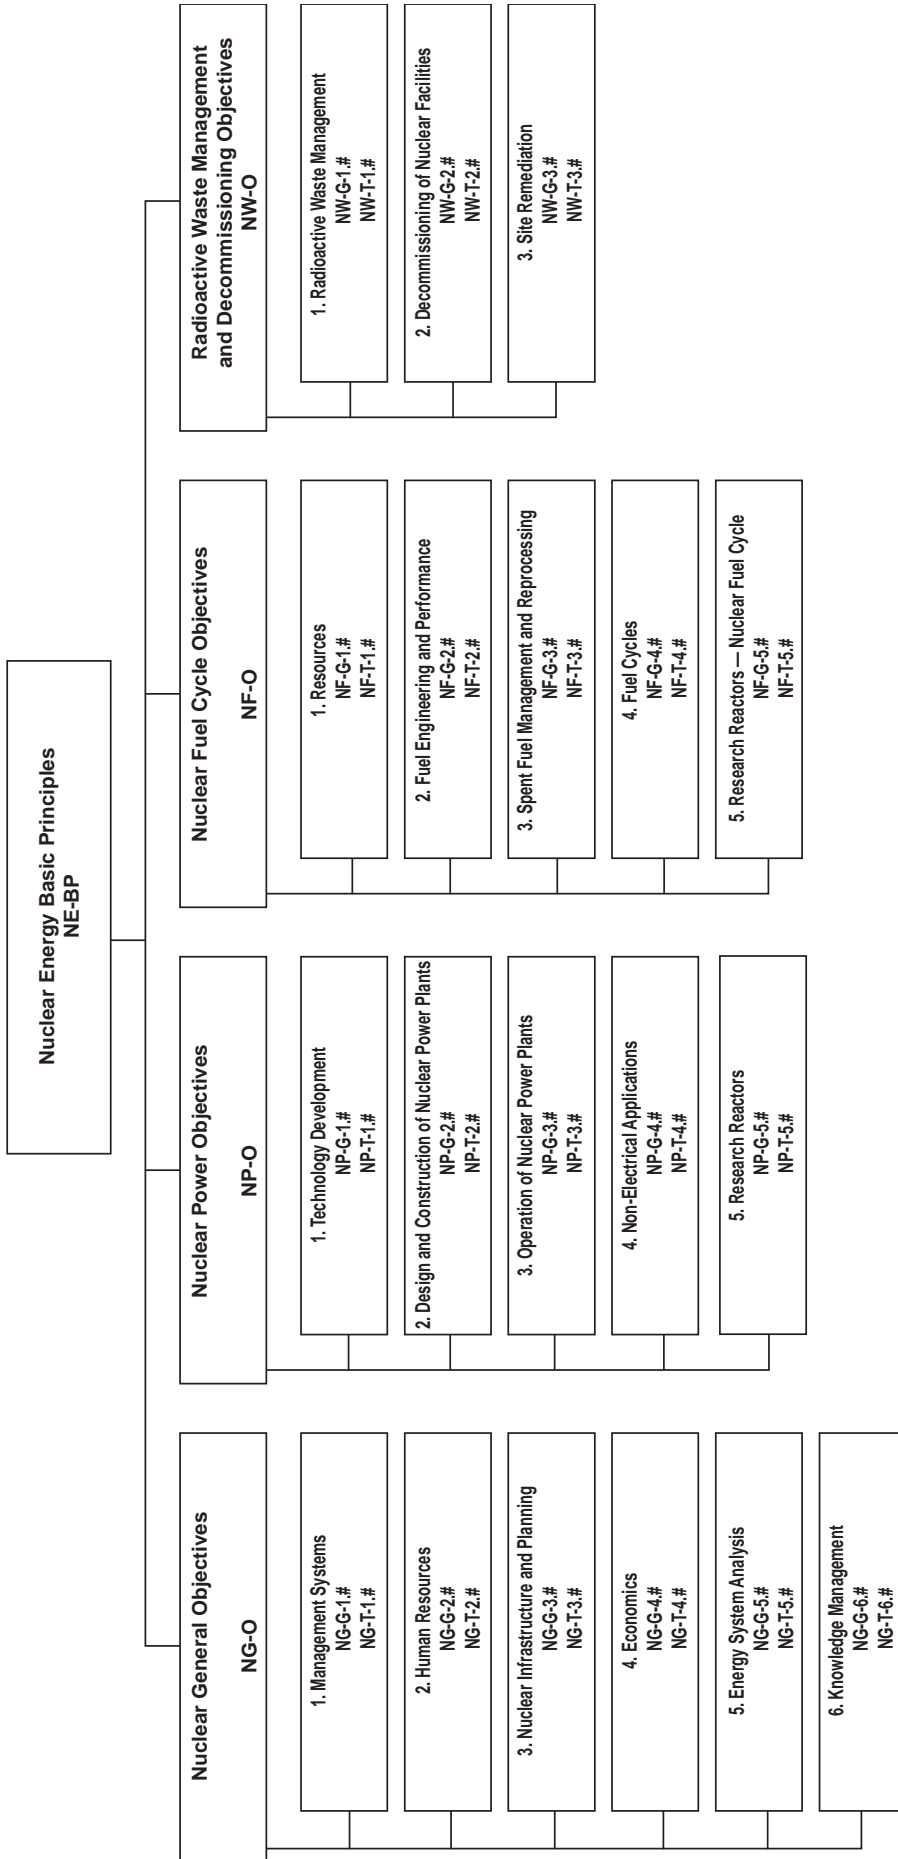 Nuclear Energy Basic Principles
NE-BP
Nuclear General Objectives
NG-O
1. Management Systems
NG-G-1.#
NG-T-1.#
2. Human Resources
NG-G-2.#
NG-T-2.#
3. Nuclear Infrastructure and Planning
NG-G-3.#
NG-T-3.#
4. Economics
NG-G-4.#
NG-T-4.#
5. Energy System Analysis
NG-G-5.#
NG-T-5.#
6. Knowledge Management
NG-G-6.#
NG-T-6.#
Nuclear Power Objectives
NP-O
1. Technology Development
NP-G-1.#
NP-T-1.#
2. Design and Construction of Nuclear Power Plants
NP-G-2.#
NP-T-2.#
3. Operation of Nuclear Power Plants
NP-G-3.#
NP-T-3.#
4. Non-Electrical Applications
NP-G-4.#
NP-T-4.#
5. Research Reactors
NP-G-5.#
NP-T-5.#
Nuclear Fuel Cycle Objectives
NF-O
1. Resources
NF-G-1.#
NF-T-1.#
2. Fuel Engineering and Performance
NF-G-2.#
NF-T-2.#
3. Spent Fuel Management and Reprocessing
NF-G-3.#
NF-T-3.#
4. Fuel Cycles
NF-G-4.#
NF-T-4.#
5. Research Reactors — Nuclear Fuel Cycle
NF-G-5.#
NF-T-5.#
Radioactive Waste Management
and Decommissioning Objectives
NW-O
1. Radioactive Waste Management
NW-G-1.#
NW-T-1.#
2. Decommissioning of Nuclear Facilities
NW-G-2.#
NW-T-2.#
3. Site Remediation
NW-G-3.#
NW-T-3.#